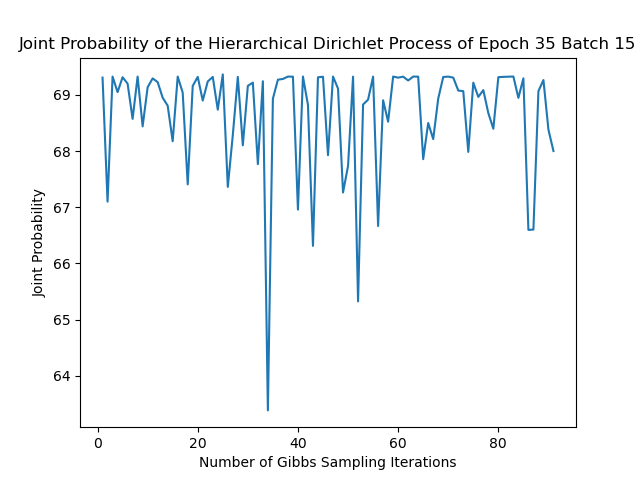 Joint Probability of the Hierarchical Dirichlet Process of Epoch 35 Batch 15
69
68
67
66
65
64
Joint Probability
0 20 40 60 80
Number of Gibbs Sampling Iterations